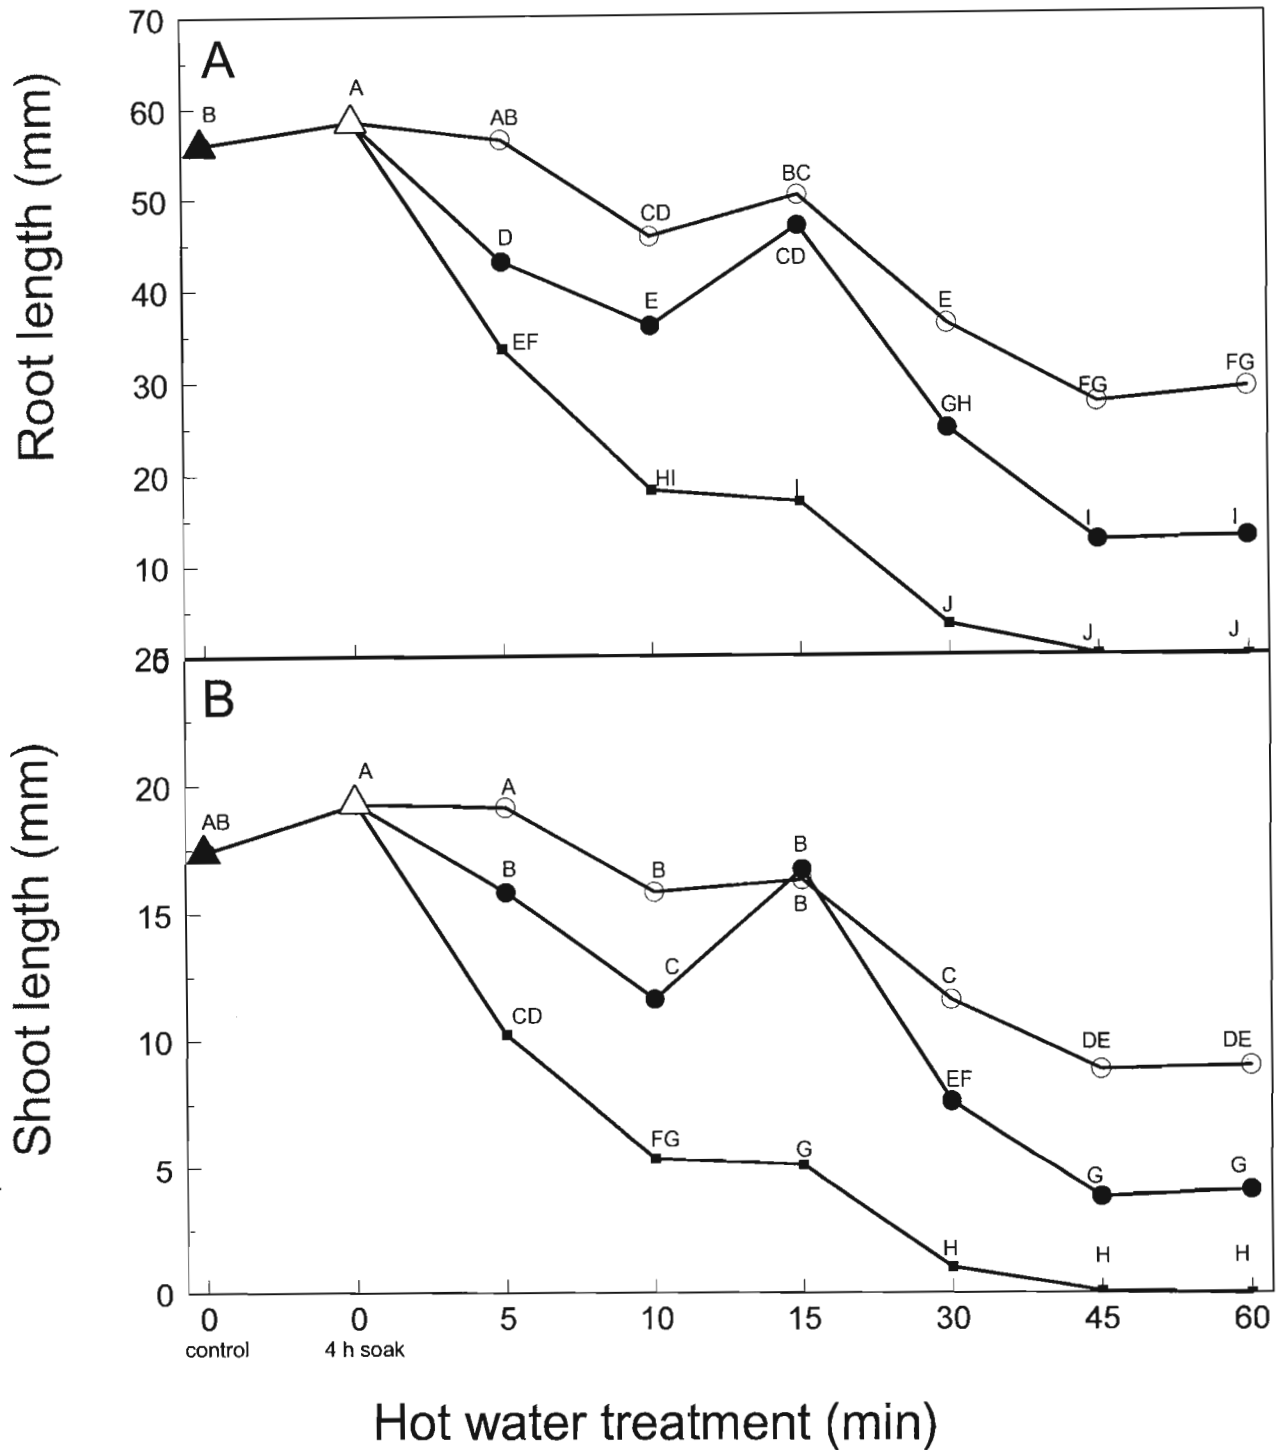 70
A
A
B
60
AB
BC
50
CD
D
CD
40
E
E
EF
FG
FG
30
GH
20
HI
I
I
I
10
J
J
J
Root length (mm)
25
0
B
A
A
20
AB
B
B
B
B
15
C
C
CD
10
DE
DE
EF
FG
G
G
G
5
H
H
H
0
Shoot length (mm)
0 0 5 10 15 30 45 60
control 4 h soak
Hot water treatment (min)